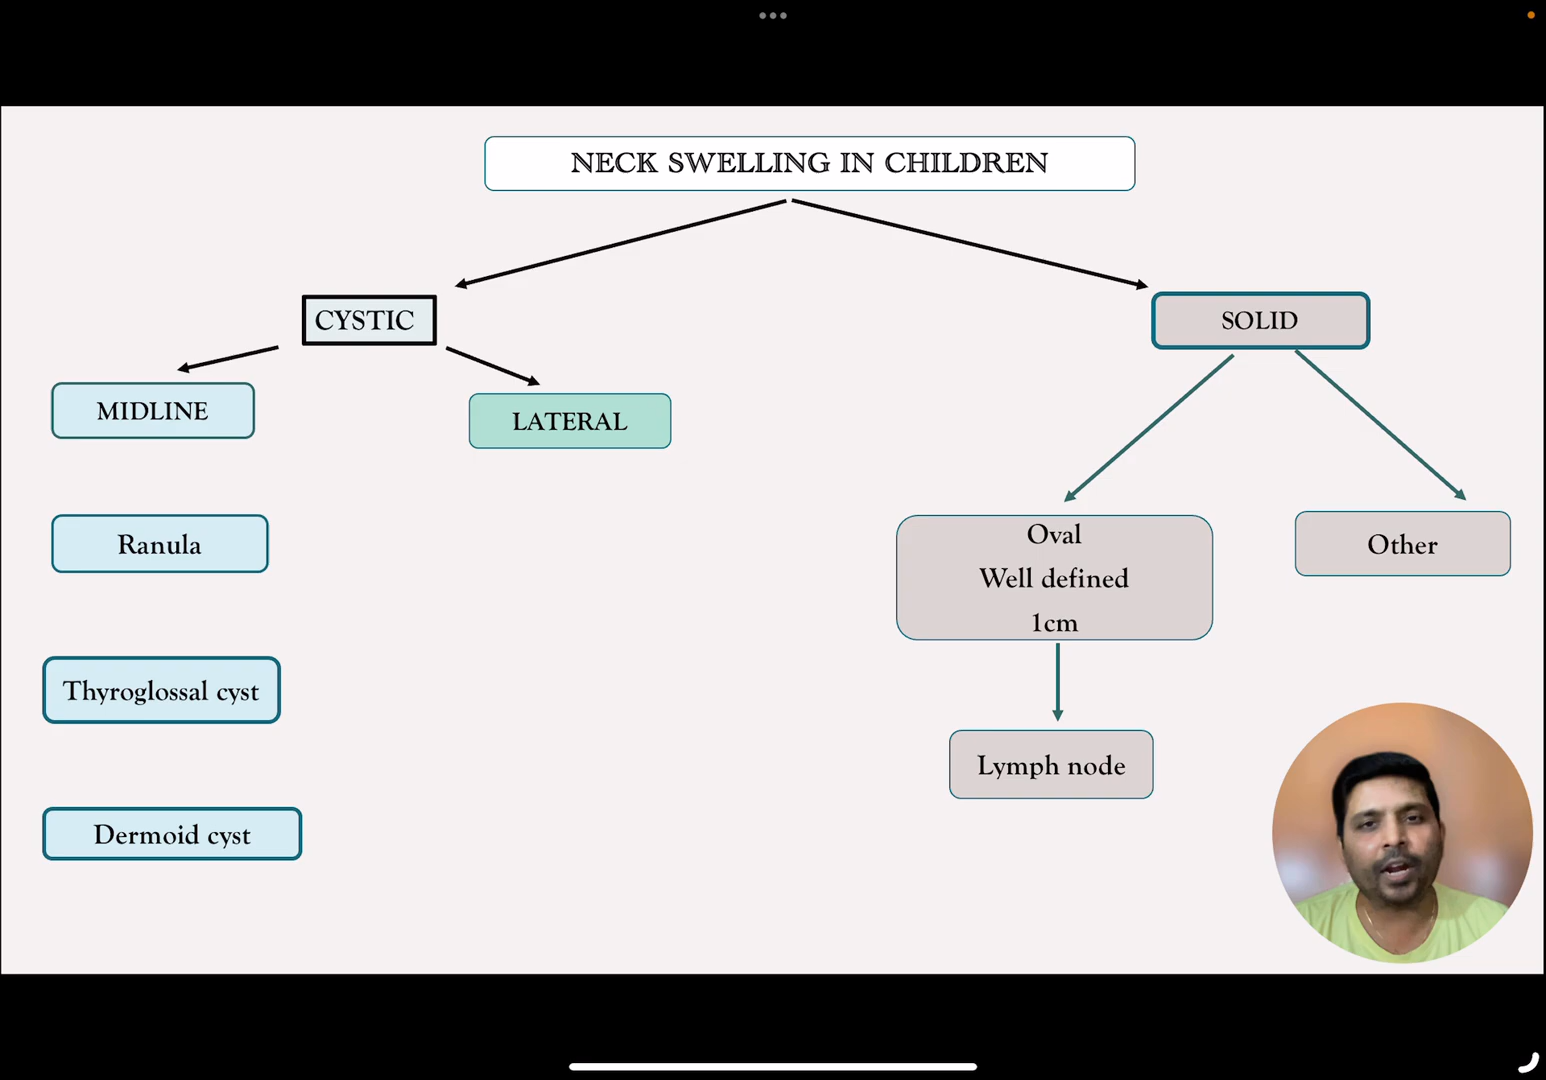 NECK SWELLING IN CHILDREN
CYSTIC
SOLID
MIDLINE
LATERAL
Ranula
Oval
Well defined
1cm
Other
Thyroglossal cyst
Lymph node
Dermoid cyst